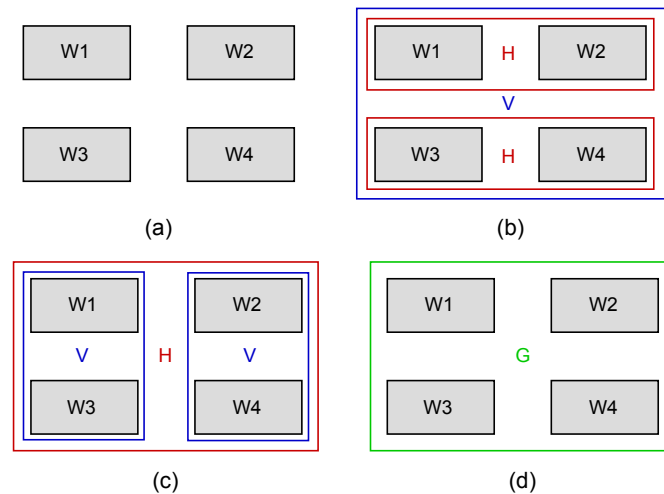 W1 W2
W3 W4
(a)
W1 H W2
V
W3 H W4
(b)
W1 W2
V H V
W3 W4
(c)
W1 W2
G
W3 W4
(d)